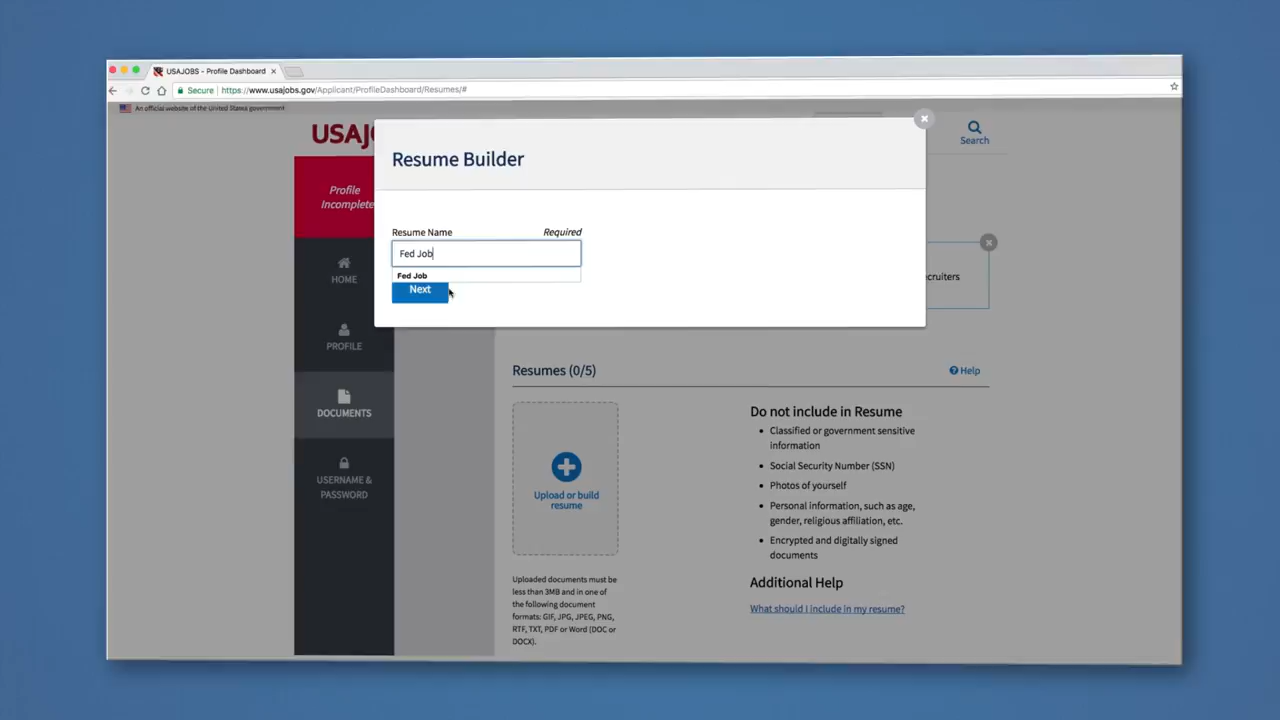 USAJOBS - Profile Dashboard
Secure https://www.usajobs.gov/Applicant/ProfileDashboard/Resumes/#
An official website of the United States government
USAJ
Search
Resume Builder
Profile
Incomplete
Resume Name Required
Fed Job
Fed Job
Next
HOME
PROFILE
DOCUMENTS
USERNAME &
PASSWORD
cruiters
Resumes (0/5)
Help
Upload or build
resume
Uploaded documents must be
less than 3MB and in one of
the following document
formats: GIF, JPG, JPEG, PNG,
RTF, TXT, PDF or Word (DOC or
DOCX).
Do not include in Resume
Classified or government sensitive
information
Social Security Number (SSN)
Photos of yourself
Personal information, such as age,
gender, religious affiliation, etc.
Encrypted and digitally signed
documents
Additional Help
What should I include in my resume?